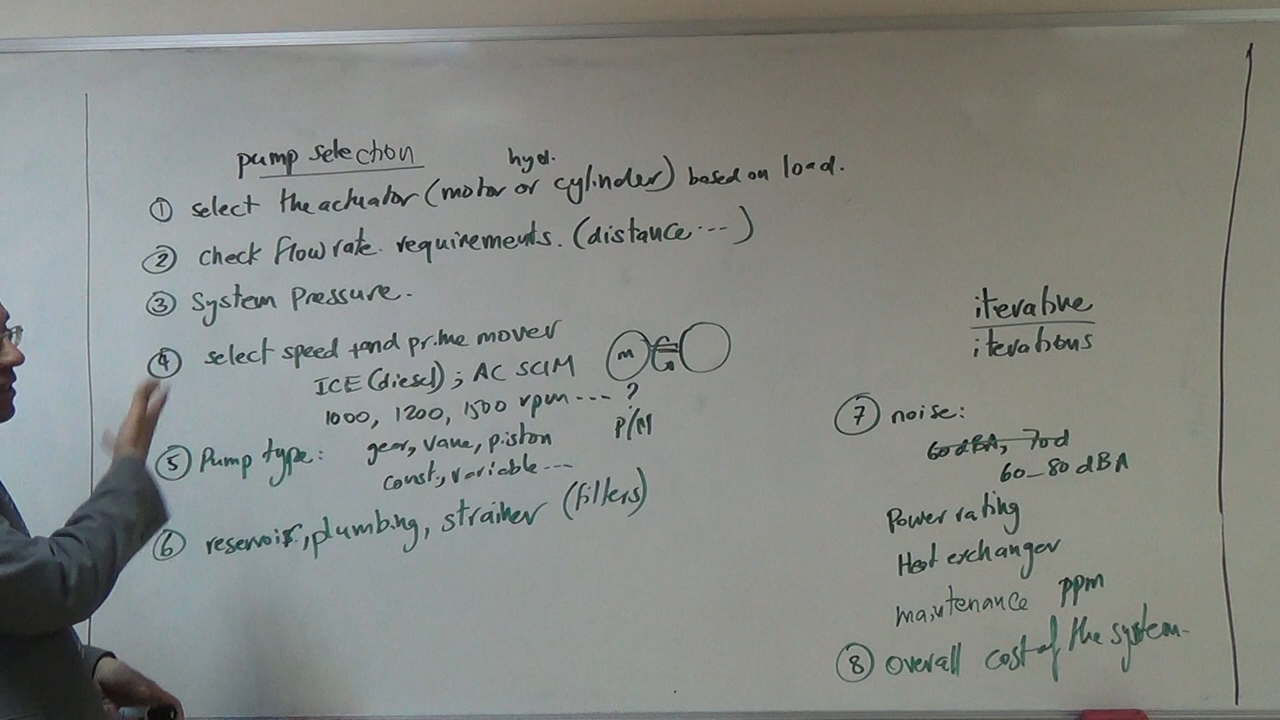 pump selection
hyd.
① select the actuator (motor or cylinder) based on load.
② check flow rate. requirements. (distance ...)
③ System Pressure.
④ select speed and prime mover
ICE (diesel); AC SCIM
M
1000, 1200, 1500 rpm --- ?
⑤ Pump type: gear, vane, piston
const, variable ---
⑥ reservoir, plumbing, strainer (filters)
iterative
iterations
⑦ noise:
60 dBA, 70d
60-80 dBA
Power rating
Heat exchanger
maintenance ppm
⑧ overall cost of the system.